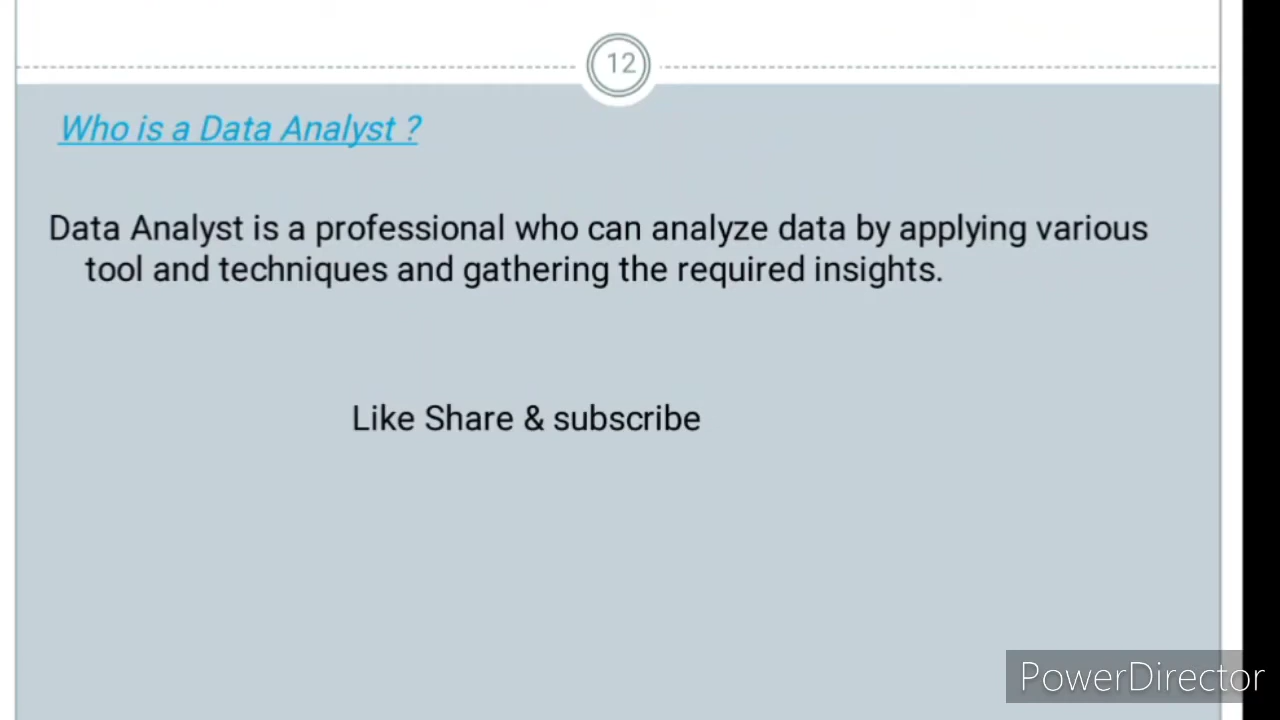 12
Who is a Data Analyst ?
Data Analyst is a professional who can analyze data by applying various
tool and techniques and gathering the required insights.
Like Share & subscribe
PowerDirector